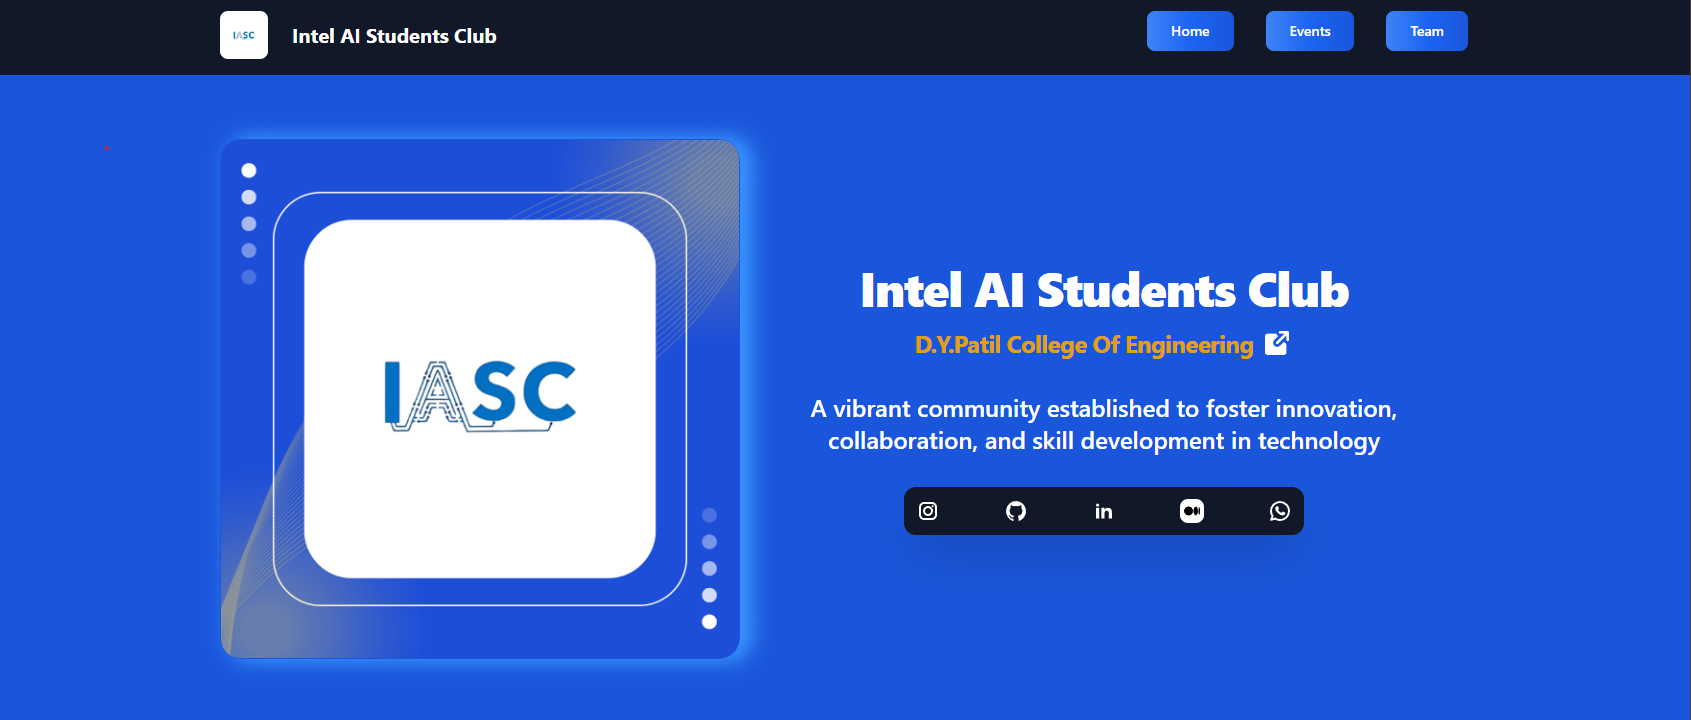 IASC
Intel AI Students Club
Home
Events
Team
IASC
Intel AI Students Club
D.Y.Patil College Of Engineering
A vibrant community established to foster innovation,
collaboration, and skill development in technology
in